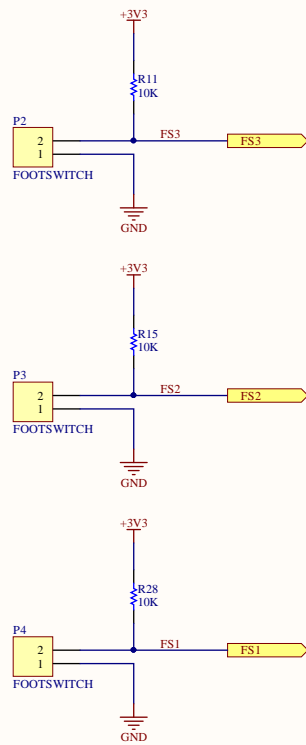 +3V3
R11
10K
P2
2
1
FS3
FS3
FOOTSWITCH
GND
+3V3
R15
10K
P3
2
1
FS2
FS2
FOOTSWITCH
GND
+3V3
R28
10K
P4
2
1
FS1
FS1
FOOTSWITCH
GND